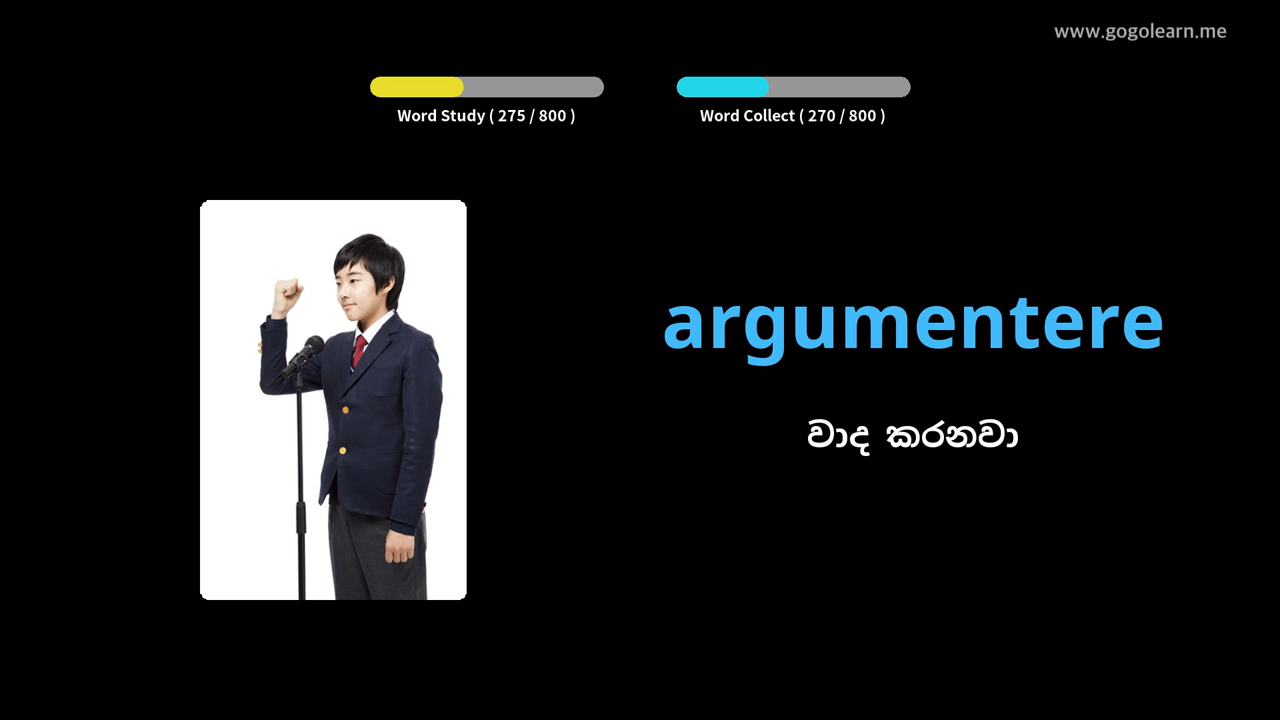 www.gogolearn.me
Word Study ( 275 / 800 )
Word Collect ( 270 / 800 )
argumentere
වාද කරනවා